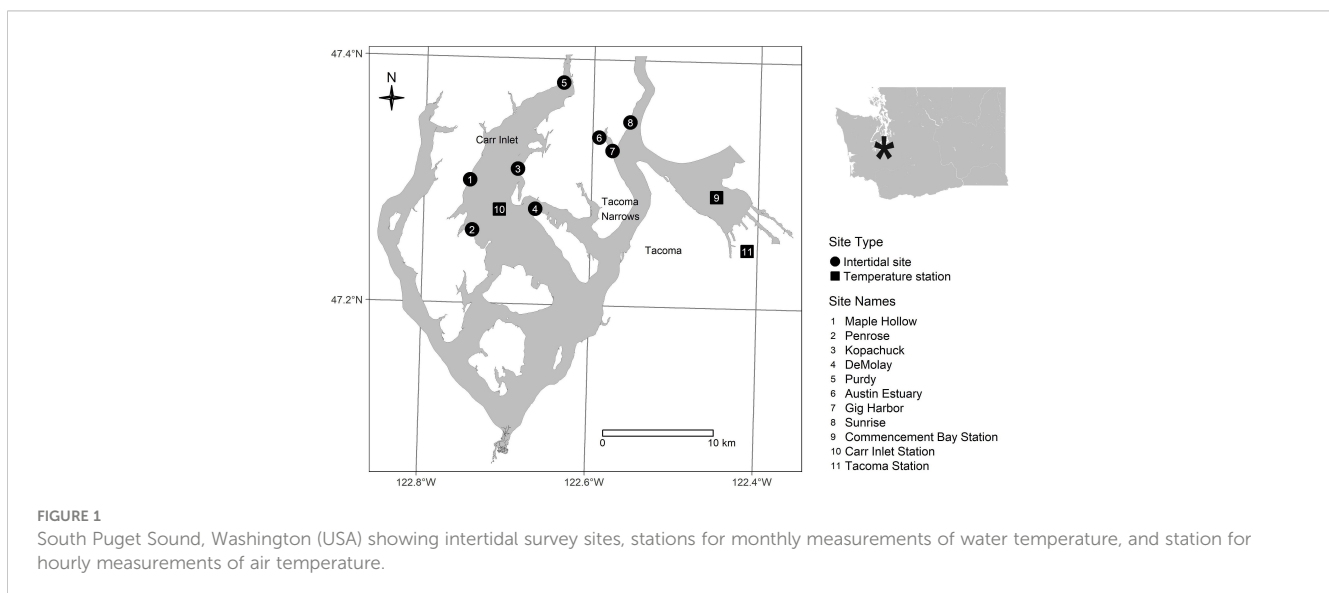 47.4°N
N
5
8
6
7
Carr Inlet
3
1
9
10
4
Tacoma
Narrows
2
Tacoma
11
47.2°N
0
10 km
122.8°W
122.6°W
122.4°W
*
Site Type
Intertidal site
Temperature station
Site Names
1 Maple Hollow
2 Penrose
3 Kopachuck
4 DeMolay
5 Purdy
6 Austin Estuary
7 Gig Harbor
8 Sunrise
9 Commencement Bay Station
10 Carr Inlet Station
11 Tacoma Station
FIGURE 1
South Puget Sound, Washington (USA) showing intertidal survey sites, stations for monthly measurements of water temperature, and station for
hourly measurements of air temperature.